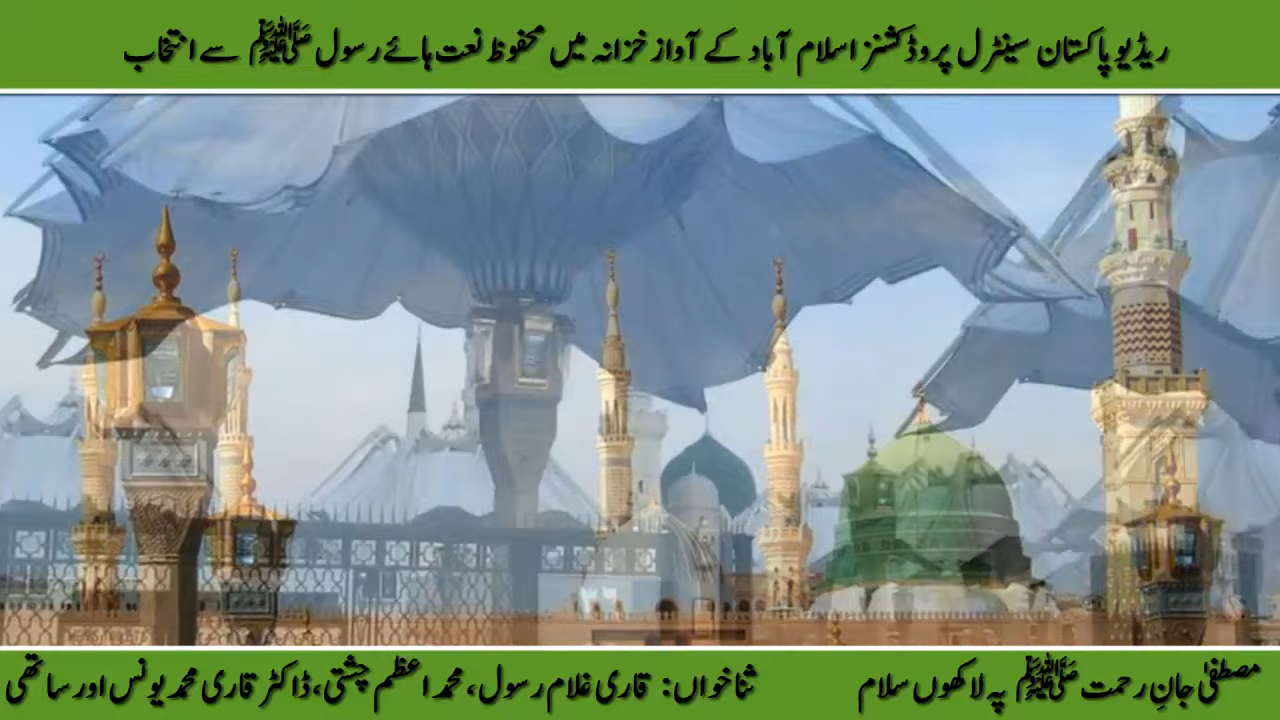 ریڈیو پاکستان سینٹرل پروڈکشنز اسلام آباد کے آواز خزانہ میں محفوظ نعت ہائے رسول ﷺ سے انتخاب
مصطفیٰ جانِ رحمت ﷺ پہ لاکھوں سلام
ثنا خواں: قاری غلام رسول، محمد اعظم چشتی، ڈاکٹر قاری محمد یونس اور ساتھی